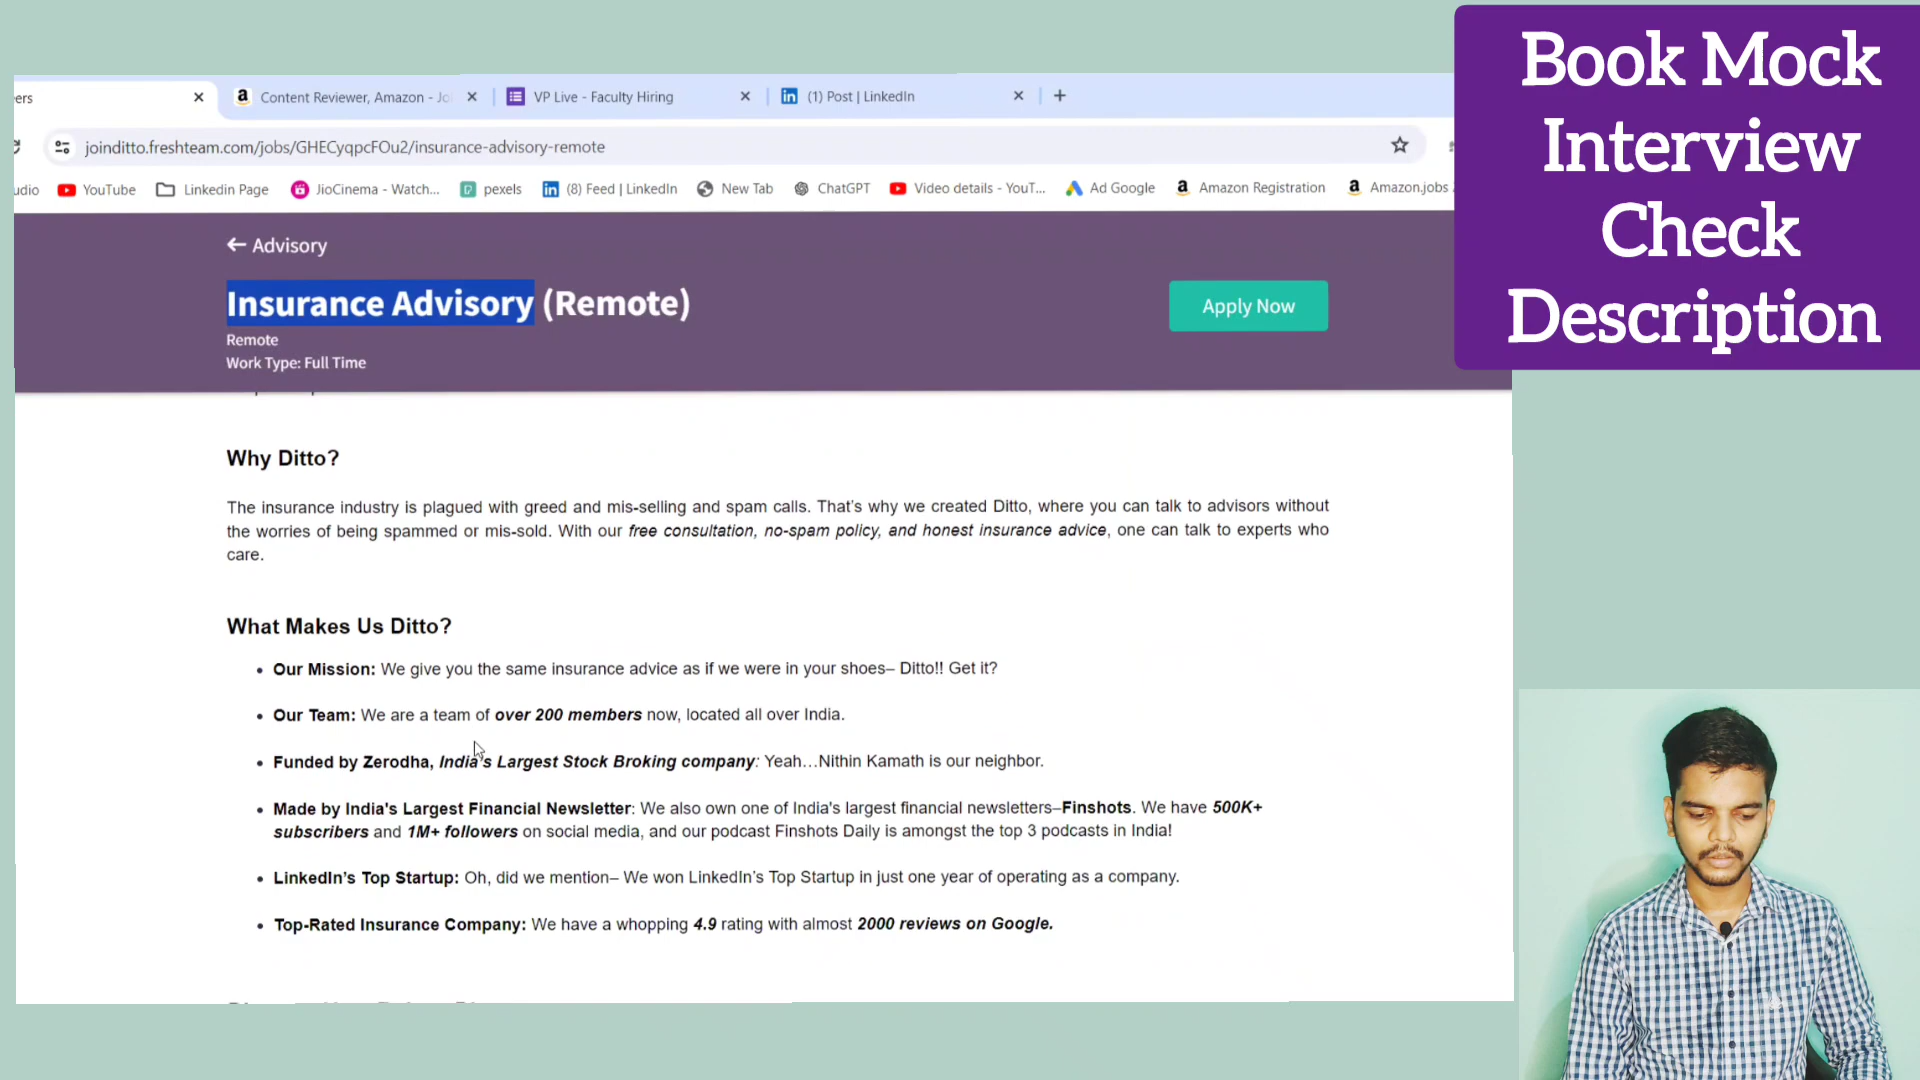 Book Mock
Interview
Check
Description
ers
Content Reviewer, Amazon - Jo
VP Live - Faculty Hiring
(1) Post | LinkedIn
joinditto.freshteam.com/jobs/GHECyqpcFOu2/insurance-advisory-remote
udio
YouTube
Linkedin Page
JioCinema - Watch...
pexels
(8) Feed | LinkedIn
New Tab
ChatGPT
Video details - YouT...
Ad Google
Amazon Registration
Amazon.jobs
← Advisory
Insurance Advisory (Remote)
Remote
Work Type: Full Time
Apply Now
Why Ditto?
The insurance industry is plagued with greed and mis-selling and spam calls. That's why we created Ditto, where you can talk to advisors without
the worries of being spammed or mis-sold. With our free consultation, no-spam policy, and honest insurance advice, one can talk to experts who
care.
What Makes Us Ditto?
• Our Mission: We give you the same insurance advice as if we were in your shoes– Ditto!! Get it?
• Our Team: We are a team of over 200 members now, located all over India.
• Funded by Zerodha, India's Largest Stock Broking company: Yeah…Nithin Kamath is our neighbor.
• Made by India's Largest Financial Newsletter: We also own one of India's largest financial newsletters–Finshots. We have 500K+
subscribers and 1M+ followers on social media, and our podcast Finshots Daily is amongst the top 3 podcasts in India!
• LinkedIn's Top Startup: Oh, did we mention– We won LinkedIn's Top Startup in just one year of operating as a company.
• Top-Rated Insurance Company: We have a whopping 4.9 rating with almost 2000 reviews on Google.